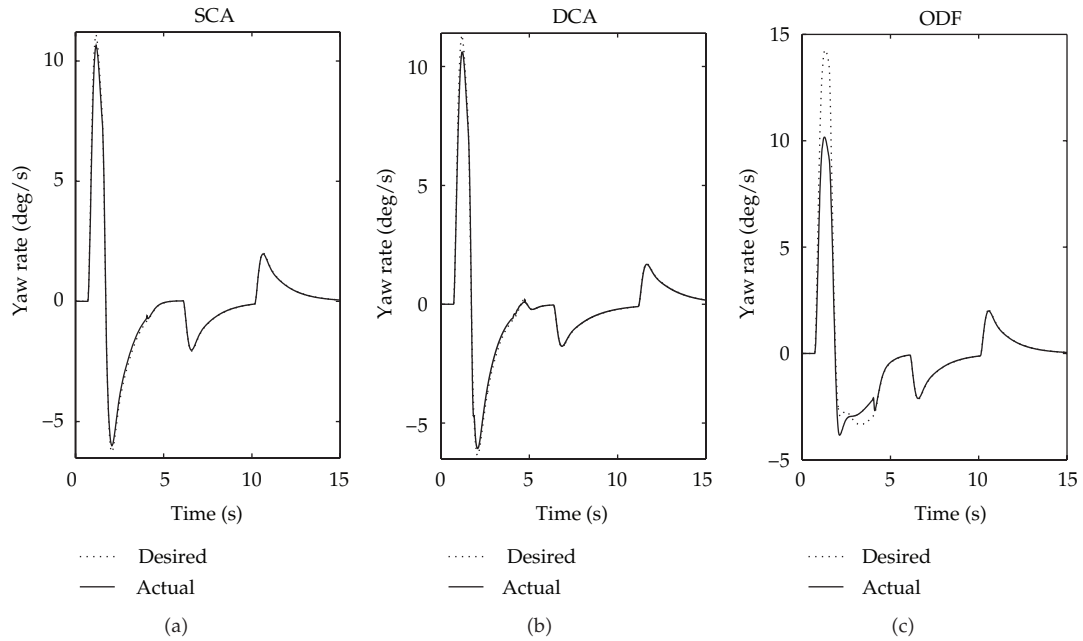 SCA
10
5
0
−5
Yaw rate (deg/s)
0 5 10 15
Time (s)
Desired
Actual
(a)
DCA
10
5
0
−5
Yaw rate (deg/s)
0 5 10 15
Time (s)
Desired
Actual
(b)
ODF
15
10
5
0
−5
Yaw rate (deg/s)
0 5 10 15
Time (s)
Desired
Actual
(c)